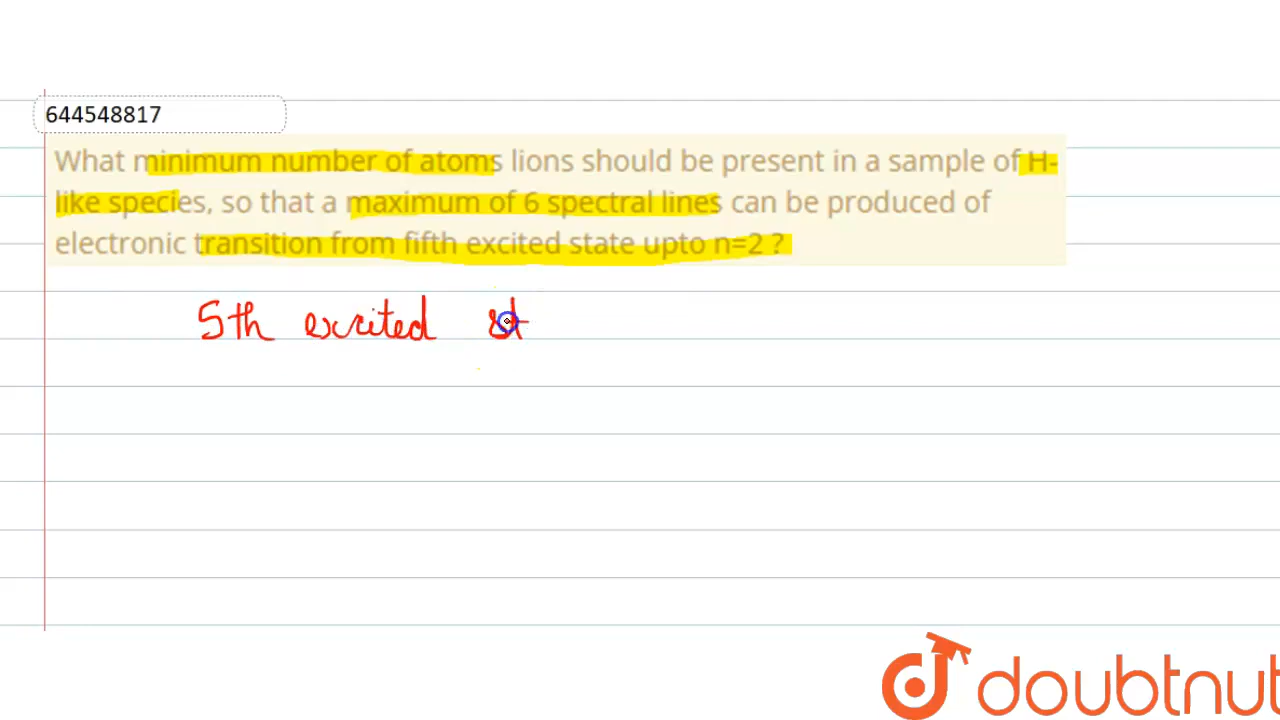 644548817
What minimum number of atoms lions should be present in a sample of H-
like species, so that a maximum of 6 spectral lines can be produced of
electronic transition from fifth excited state upto n=2 ?
5th excited st
doubtnut